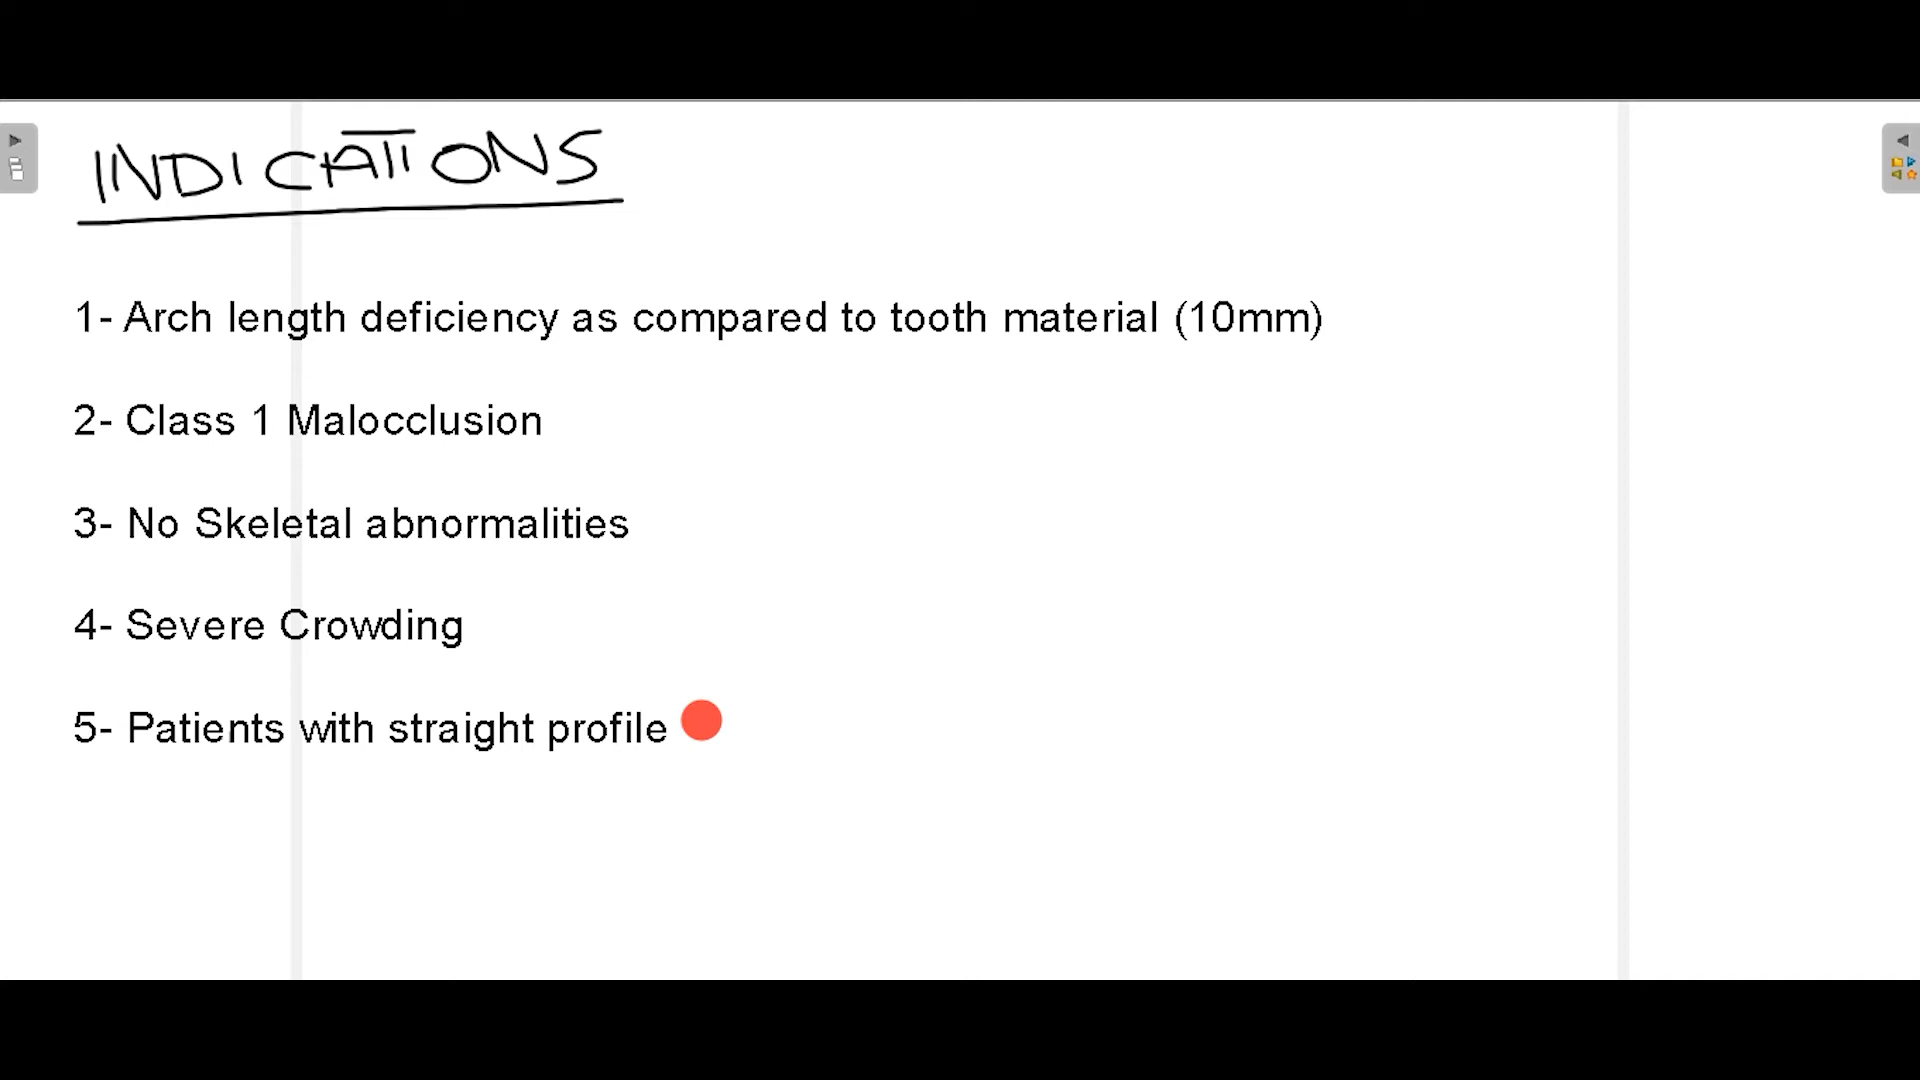 INDICATIONS
1- Arch length deficiency as compared to tooth material (10mm)
2- Class 1 Malocclusion
3- No Skeletal abnormalities
4- Severe Crowding
5- Patients with straight profile